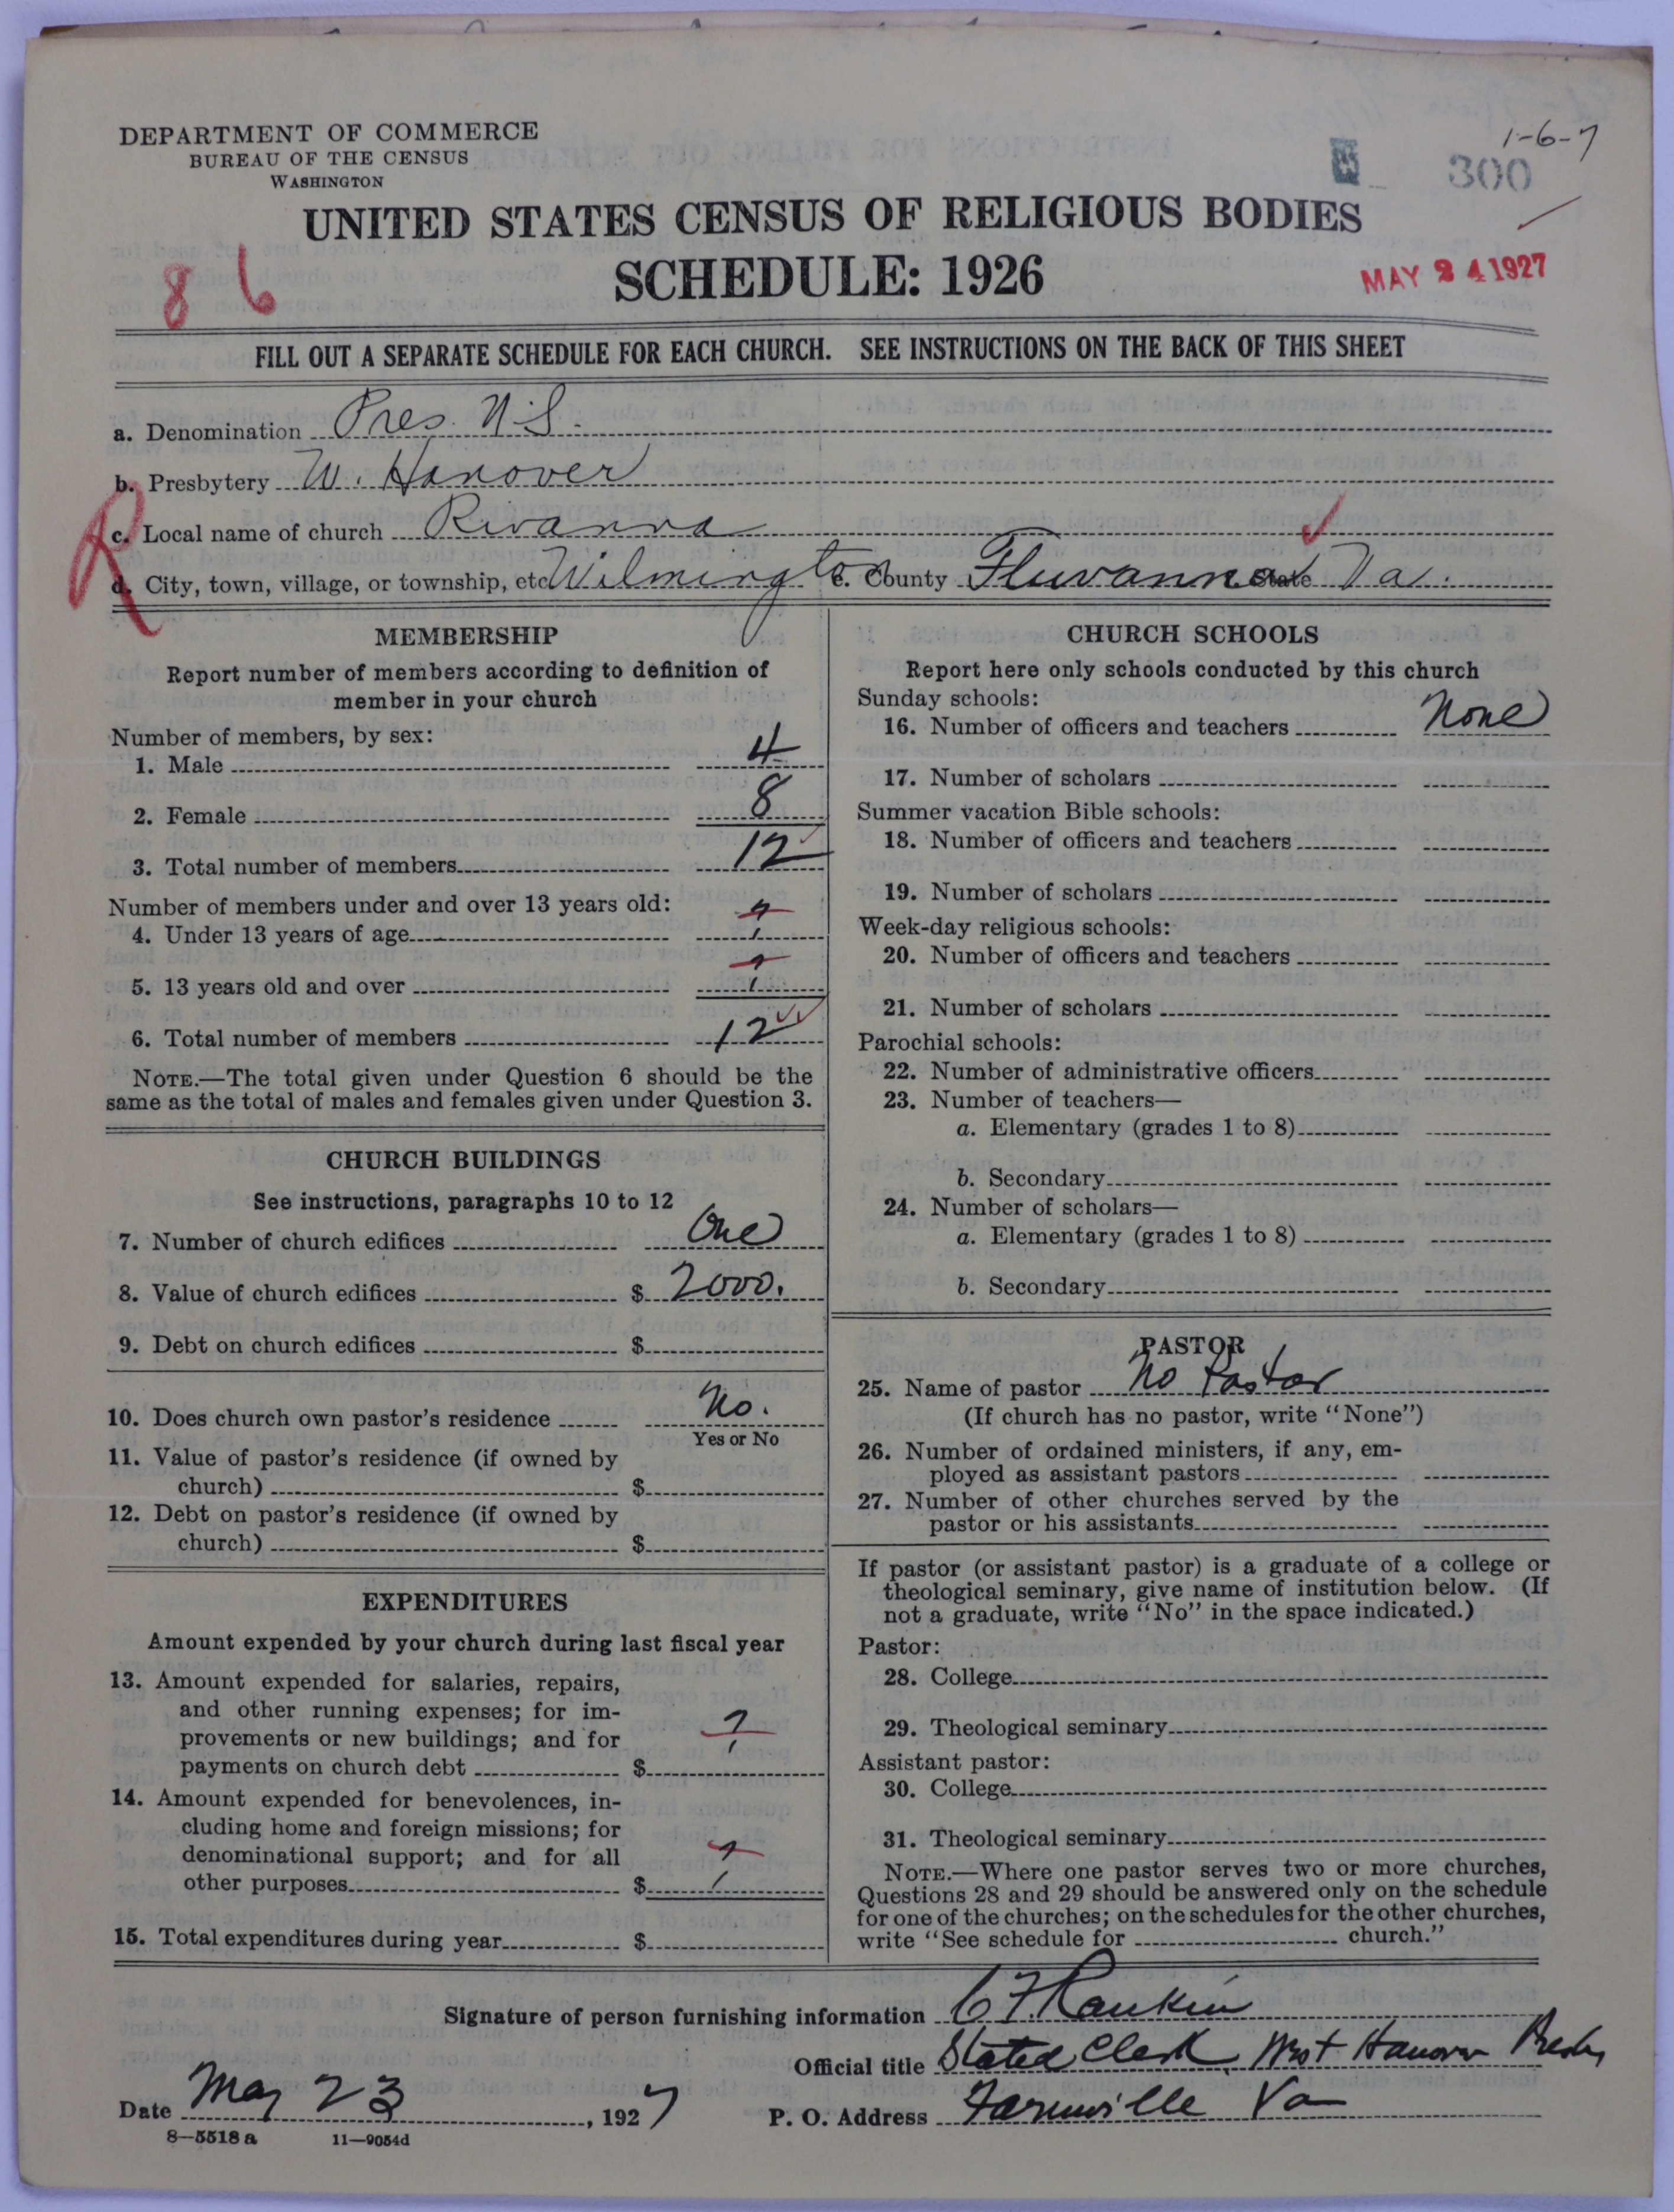 DEPARTMENT OF COMMERCE
BUREAU OF THE CENSUS
WASHINGTON
1-6-7
300
UNITED STATES CENSUS OF RELIGIOUS BODIES
SCHEDULE: 1926
86
MAY 24 1927
FILL OUT A SEPARATE SCHEDULE FOR EACH CHURCH. SEE INSTRUCTIONS ON THE BACK OF THIS SHEET
a. Denomination Pres. U.S.
b. Presbytery W. Hanover
R
c. Local name of church Rivanna
d. City, town, village, or township, etc. Wilmington e. County Fluvanna State Va.
MEMBERSHIP
Report number of members according to definition of
member in your church
Number of members, by sex:
1. Male 4
2. Female 8
3. Total number of members 12
Number of members under and over 13 years old:
4. Under 13 years of age ?
5. 13 years old and over ?
6. Total number of members 12
NOTE.—The total given under Question 6 should be the
same as the total of males and females given under Question 3.
CHURCH BUILDINGS
See instructions, paragraphs 10 to 12
7. Number of church edifices One
8. Value of church edifices $ 2000.
9. Debt on church edifices $
10. Does church own pastor's residence No.
Yes or No
11. Value of pastor's residence (if owned by
church) $
12. Debt on pastor's residence (if owned by
church) $
EXPENDITURES
Amount expended by your church during last fiscal year
13. Amount expended for salaries, repairs,
and other running expenses; for im-
provements or new buildings; and for
payments on church debt $ ?
14. Amount expended for benevolences, in-
cluding home and foreign missions; for
denominational support; and for all
other purposes $ ?
15. Total expenditures during year $
CHURCH SCHOOLS
Report here only schools conducted by this church
Sunday schools:
16. Number of officers and teachers None
17. Number of scholars
Summer vacation Bible schools:
18. Number of officers and teachers
19. Number of scholars
Week-day religious schools:
20. Number of officers and teachers
21. Number of scholars
Parochial schools:
22. Number of administrative officers
23. Number of teachers—
a. Elementary (grades 1 to 8)
b. Secondary
24. Number of scholars—
a. Elementary (grades 1 to 8)
b. Secondary
PASTOR
25. Name of pastor No Pastor
(If church has no pastor, write "None")
26. Number of ordained ministers, if any, em-
ployed as assistant pastors
27. Number of other churches served by the
pastor or his assistants
If pastor (or assistant pastor) is a graduate of a college or
theological seminary, give name of institution below. (If
not a graduate, write "No" in the space indicated.)
Pastor:
28. College
29. Theological seminary
Assistant pastor:
30. College
31. Theological seminary
NOTE.—Where one pastor serves two or more churches,
Questions 28 and 29 should be answered only on the schedule
for one of the churches; on the schedules for the other churches,
write "See schedule for church."
Signature of person furnishing information C F Rankin
Official title Stated Clerk West Hanover Presby
Date May 23, 1927 P. O. Address Farmville Va
8—5518 a 11—9054d